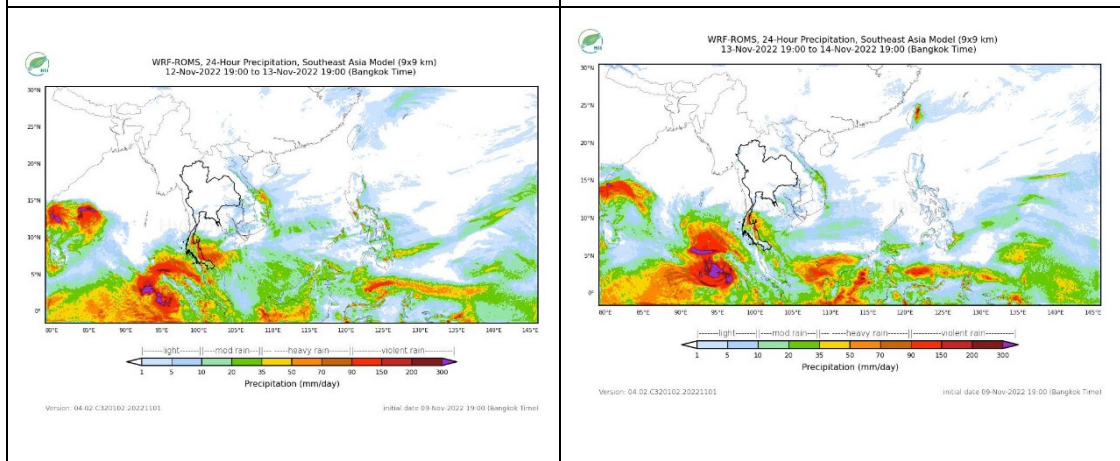 WRF-ROMS, 24-Hour Precipitation, Southeast Asia Model (9x9 km)
12-Nov-2022 19:00 to 13-Nov-2022 19:00 (Bangkok Time)
30°N
25°N
20°N
15°N
10°N
5°N
0°
80°E 85°E 90°E 95°E 100°E 105°E 110°E 115°E 120°E 125°E 130°E 135°E 140°E 145°E
|-------light-------||----mod.rain---||--- ----heavy rain------||----------violent rain----------|
1 5 10 20 35 50 70 90 150 200 300
Precipitation (mm/day)
Version: 04.02.C320102.20221101
initial date 09-Nov-2022 19:00 (Bangkok Time)
WRF-ROMS, 24-Hour Precipitation, Southeast Asia Model (9x9 km)
13-Nov-2022 19:00 to 14-Nov-2022 19:00 (Bangkok Time)
30°N
25°N
20°N
15°N
10°N
5°N
0°
80°E 85°E 90°E 95°E 100°E 105°E 110°E 115°E 120°E 125°E 130°E 135°E 140°E 145°E
|-------light-------||----mod.rain---||--- ----heavy rain------||----------violent rain----------|
1 5 10 20 35 50 70 90 150 200 300
Precipitation (mm/day)
Version: 04.02.C320102.20221101
initial date 09-Nov-2022 19:00 (Bangkok Time)